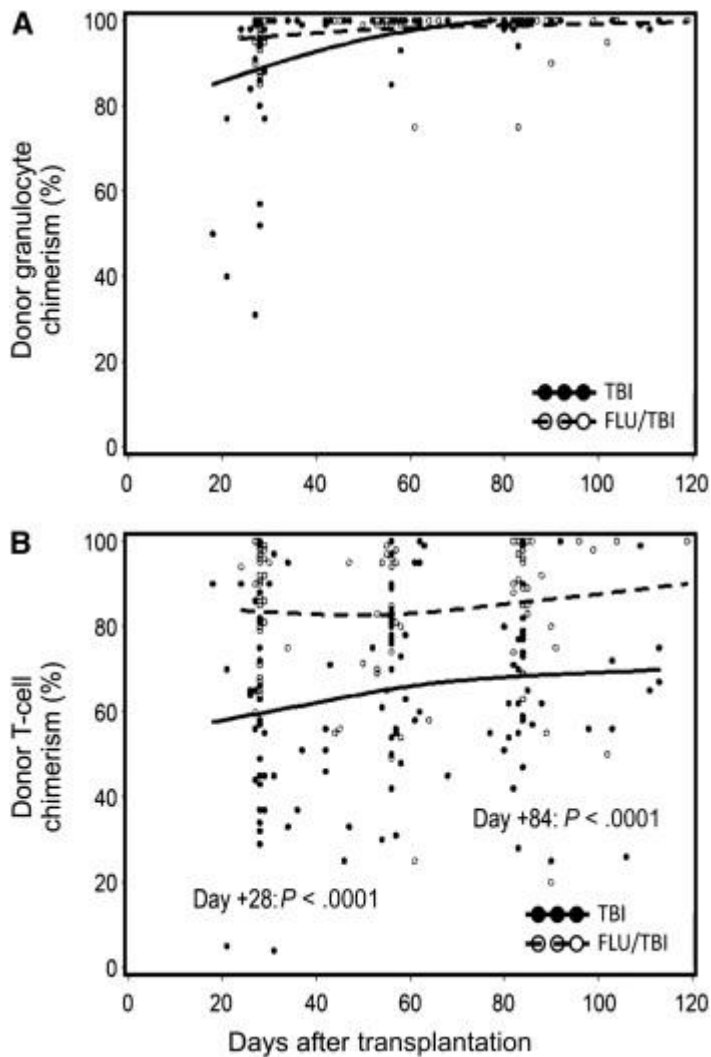 A
Donor granulocyte
chimerism (%)
100
80
60
40
20
0
TBI
FLU/TBI
0 20 40 60 80 100 120
B
Donor T-cell
chimerism (%)
100
80
60
40
20
0
Day +84: P < .0001
Day +28: P < .0001
TBI
FLU/TBI
0 20 40 60 80 100 120
Days after transplantation